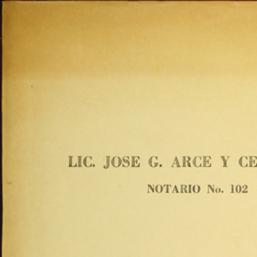 LIC. JOSE G. ARCE Y CE
NOTARIO No. 102